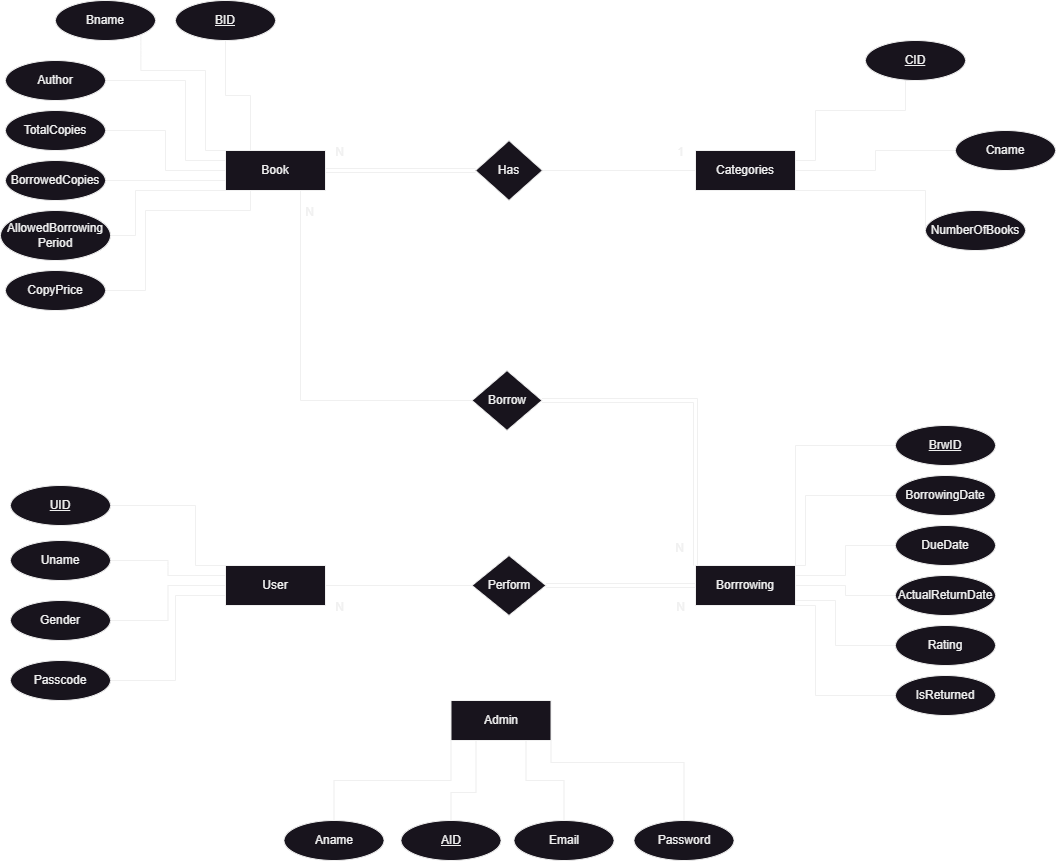 Bname
BID
CID
Author
TotalCopies
Cname
N
1
Book
Has
Categories
BorrowedCopies
N
AllowedBorrowing
Period
NumberOfBooks
CopyPrice
Borrow
BrwID
BorrowingDate
UID
DueDate
N
Uname
User
Perform
Borrrowing
ActualReturnDate
N
N
Gender
Rating
Passcode
IsReturned
Admin
Aname
AID
Email
Password